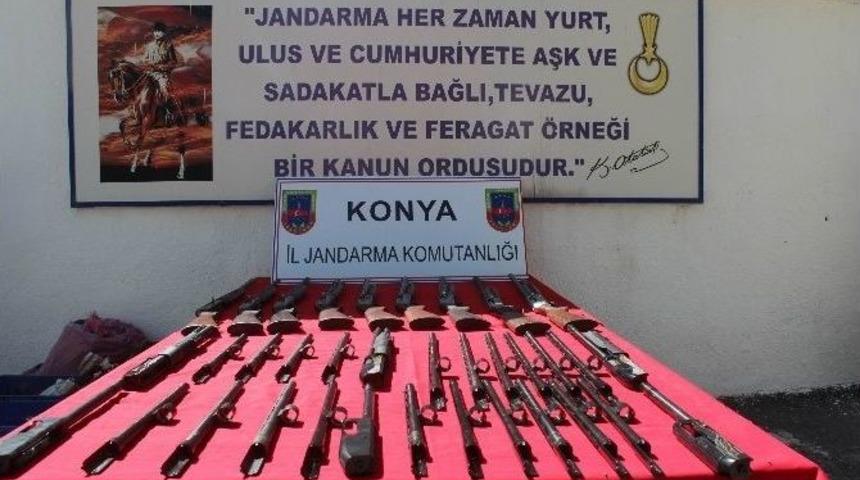 "JANDARMA HER ZAMAN YURT,
ULUS VE CUMHURİYETE AŞK VE
SADAKATLA BAĞLI,TEVAZU,
FEDAKARLIK VE FERAGAT ÖRNEĞİ
BİR KANUN ORDUSUDUR."
K. Atatürk
KONYA
İL JANDARMA KOMUTANLIĞI